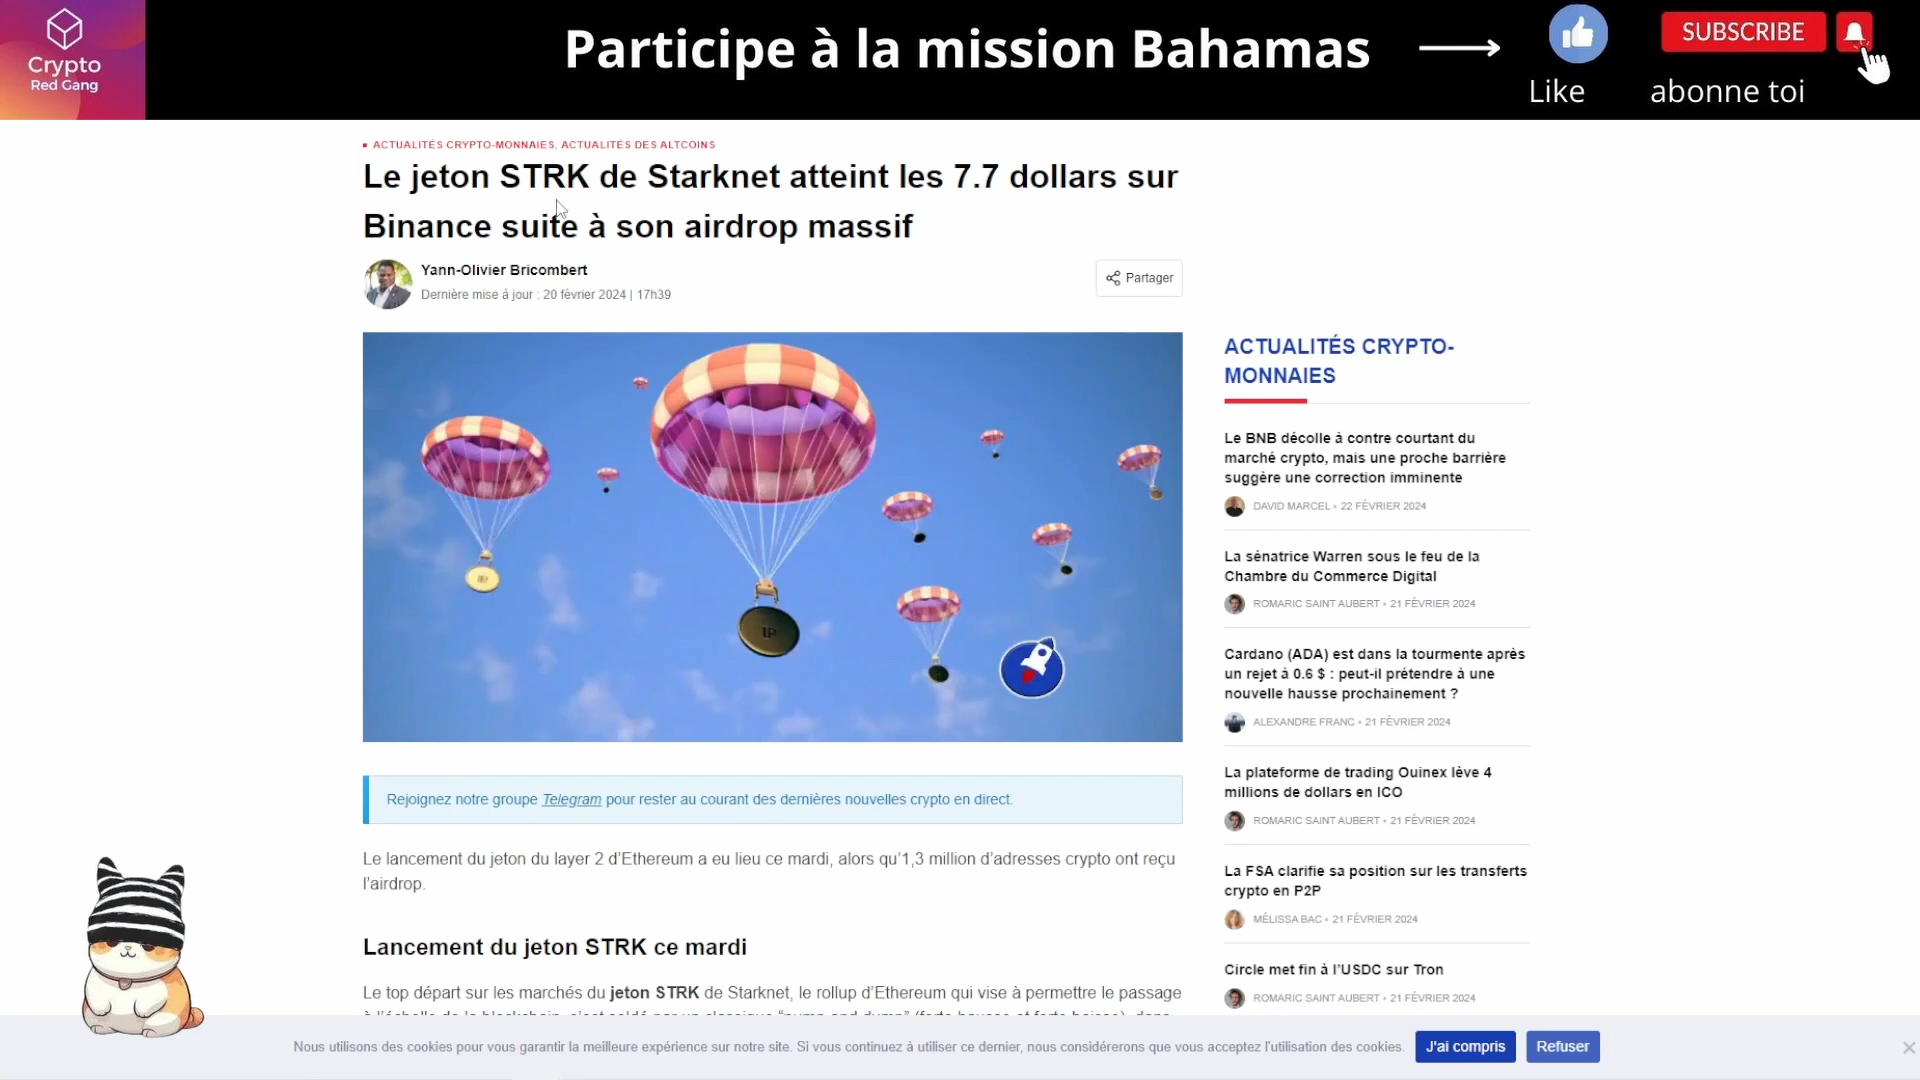 Crypto
Red Gang
Participe à la mission Bahamas
Like
SUBSCRIBE
abonne toi
ACTUALITÉS CRYPTO-MONNAIES, ACTUALITÉS DES ALTCOINS
Le jeton STRK de Starknet atteint les 7.7 dollars sur
Binance suite à son airdrop massif
Yann-Olivier Bricombert
Dernière mise à jour : 20 février 2024 | 17h39
Partager
Rejoignez notre groupe Telegram pour rester au courant des dernières nouvelles crypto en direct.
Le lancement du jeton du layer 2 d’Ethereum a eu lieu ce mardi, alors qu’1,3 million d’adresses crypto ont reçu
l’airdrop.
Lancement du jeton STRK ce mardi
Le top départ sur les marchés du jeton STRK de Starknet, le rollup d’Ethereum qui vise à permettre le passage
ACTUALITÉS CRYPTO-
MONNAIES
Le BNB décolle à contre courtant du
marché crypto, mais une proche barrière
suggère une correction imminente
DAVID MARCEL • 22 FÉVRIER 2024
La sénatrice Warren sous le feu de la
Chambre du Commerce Digital
ROMARIC SAINT AUBERT • 21 FÉVRIER 2024
Cardano (ADA) est dans la tourmente après
un rejet à 0.6 $ : peut-il prétendre à une
nouvelle hausse prochainement ?
ALEXANDRE FRANC • 21 FÉVRIER 2024
La plateforme de trading Ouinex lève 4
millions de dollars en ICO
ROMARIC SAINT AUBERT • 21 FÉVRIER 2024
La FSA clarifie sa position sur les transferts
crypto en P2P
MÉLISSA BAC • 21 FÉVRIER 2024
Circle met fin à l’USDC sur Tron
ROMARIC SAINT AUBERT • 21 FÉVRIER 2024
Nous utilisons des cookies pour vous garantir la meilleure expérience sur notre site. Si vous continuez à utiliser ce dernier, nous considérerons que vous acceptez l'utilisation des cookies.
J'ai compris
Refuser